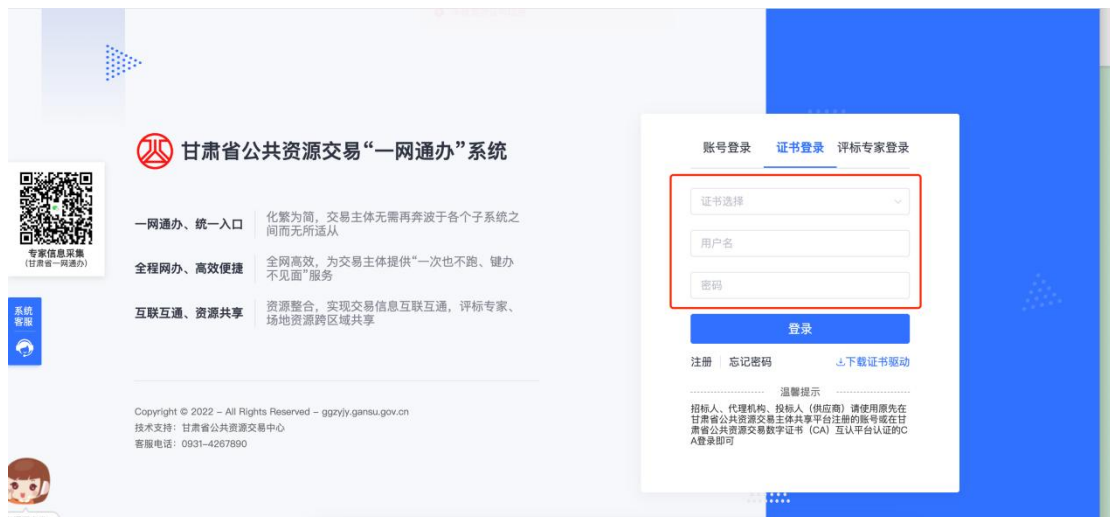 甘肃省公共资源交易“一网通办”系统
专家信息采集
(甘肃省一网通办)
一网通办、统一入口
化繁为简，交易主体无需再奔波于各个子系统之
间而无所适从
全程网办、高效便捷
全网高效，为交易主体提供“一次也不跑、键办
不见面”服务
互联互通、资源共享
资源整合，实现交易信息互联互通，评标专家、
场地资源跨区域共享
系统
客服
Copyright © 2022 – All Rights Reserved – ggzyjy.gansu.gov.cn
技术支持：甘肃省公共资源交易中心
客服电话：0931-4267890
账号登录 证书登录 评标专家登录
证书选择
用户名
密码
登录
注册 忘记密码 下载证书驱动
温馨提示
招标人、代理机构、投标人（供应商）请使用原先在
甘肃省公共资源交易主体共享平台注册的账号或在甘
肃省公共资源交易数字证书（CA）互认平台认证的C
A登录即可